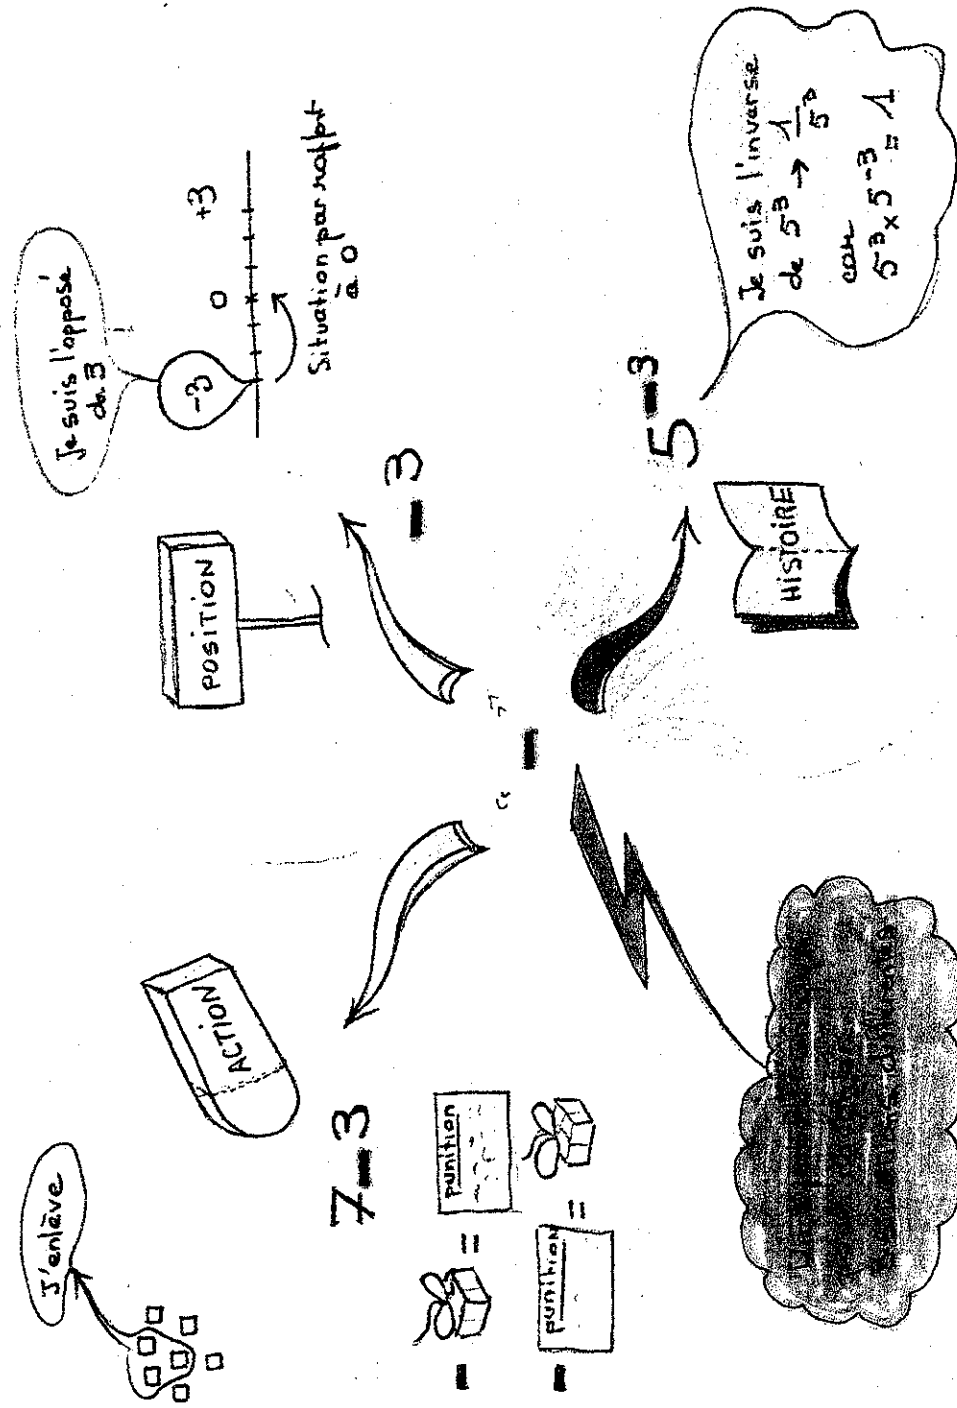 J'enlève
ACTION
7-3
- = punition
- punition =
POSITION
Je suis l'opposé
de 3
-3
0
+3
Situation par rapport
à 0
-3
-
HISTOIRE
5⁻³
Je suis l'inverse
de 5³ → 1/5³
car
5³ x 5⁻³ = 1
différentes